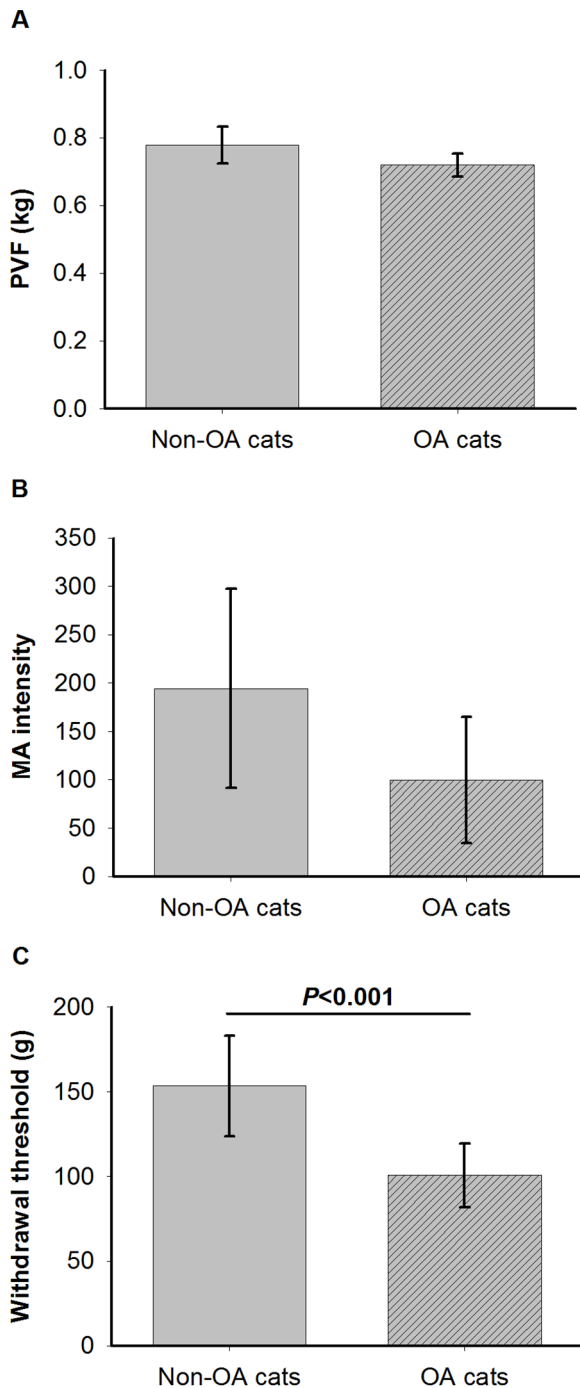 A
1.0
0.8
0.6
0.4
0.2
0.0
PVF (kg)
Non-OA cats OA cats
B
350
300
250
200
150
100
50
0
MA intensity
Non-OA cats OA cats
C
P<0.001
200
150
100
50
0
Withdrawal threshold (g)
Non-OA cats OA cats